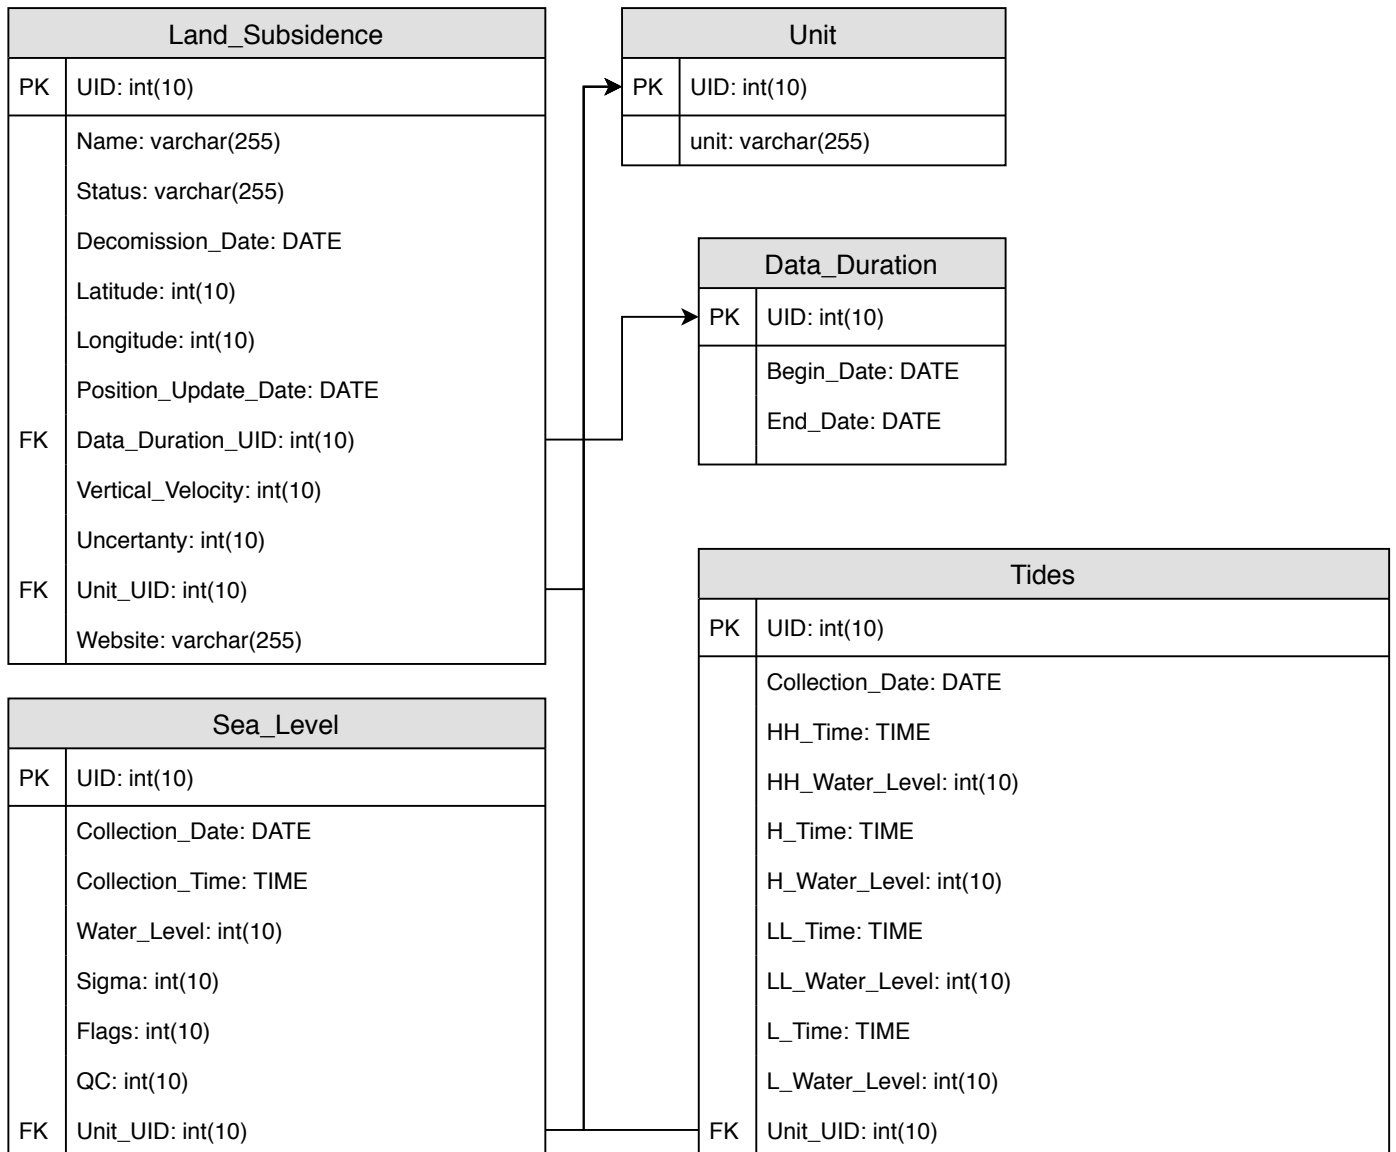 Land_Subsidence
PK UID: int(10)
Name: varchar(255)
Status: varchar(255)
Decomission_Date: DATE
Latitude: int(10)
Longitude: int(10)
Position_Update_Date: DATE
FK Data_Duration_UID: int(10)
Vertical_Velocity: int(10)
Uncertanty: int(10)
FK Unit_UID: int(10)
Website: varchar(255)
Unit
PK UID: int(10)
unit: varchar(255)
Data_Duration
PK UID: int(10)
Begin_Date: DATE
End_Date: DATE
Sea_Level
PK UID: int(10)
Collection_Date: DATE
Collection_Time: TIME
Water_Level: int(10)
Sigma: int(10)
Flags: int(10)
QC: int(10)
FK Unit_UID: int(10)
Tides
PK UID: int(10)
Collection_Date: DATE
HH_Time: TIME
HH_Water_Level: int(10)
H_Time: TIME
H_Water_Level: int(10)
LL_Time: TIME
LL_Water_Level: int(10)
L_Time: TIME
L_Water_Level: int(10)
FK Unit_UID: int(10)